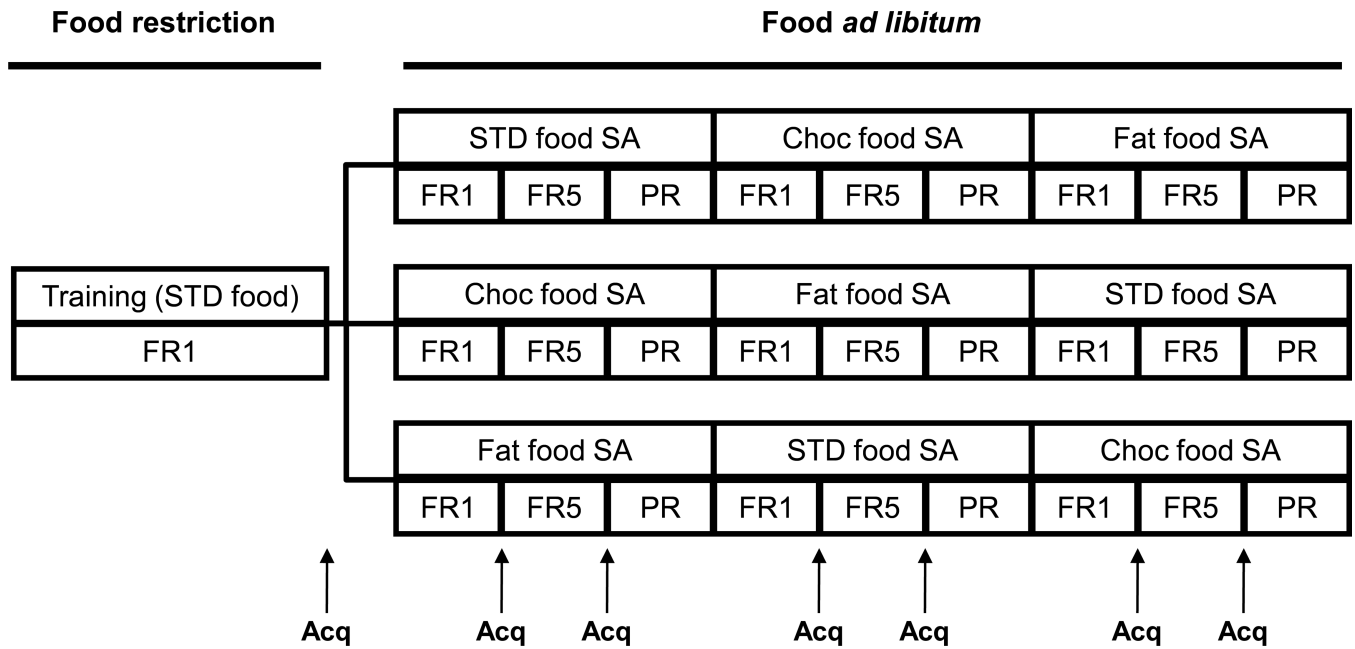 Food restriction
Food ad libitum
STD food SA
Choc food SA
Fat food SA
FR1
FR5
PR
FR1
FR5
PR
FR1
FR5
PR
Training (STD food)
FR1
Choc food SA
Fat food SA
STD food SA
FR1
FR5
PR
FR1
FR5
PR
FR1
FR5
PR
Fat food SA
STD food SA
Choc food SA
FR1
FR5
PR
FR1
FR5
PR
FR1
FR5
PR
Acq
Acq
Acq
Acq
Acq
Acq
Acq